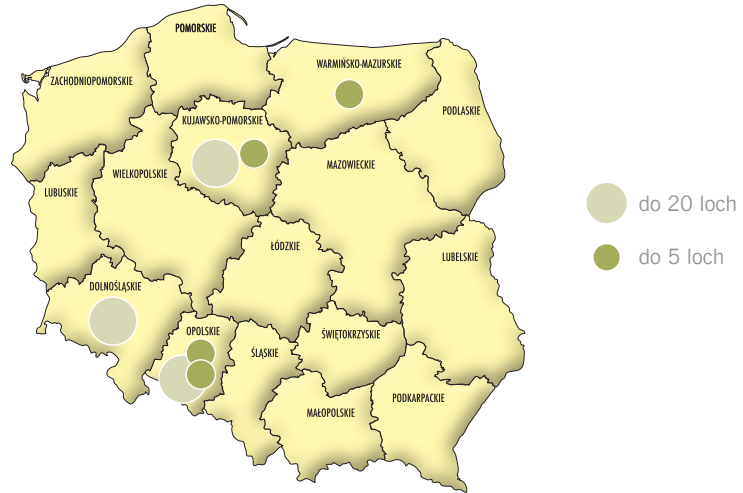 POMORSKIE
WARMIŃSKO-MAZURSKIE
ZACHODNIOPOMORSKIE
PODLASKIE
KUJAWSKO-POMORSKIE
MAZOWIECKIE
WIELKOPOLSKIE
LUBUSKIE
ŁÓDZKIE
LUBELSKIE
DOLNOŚLĄSKIE
OPOLSKIE
ŚWIĘTOKRZYSKIE
ŚLĄSKIE
PODKARPACKIE
MAŁOPOLSKIE
do 20 loch
do 5 loch